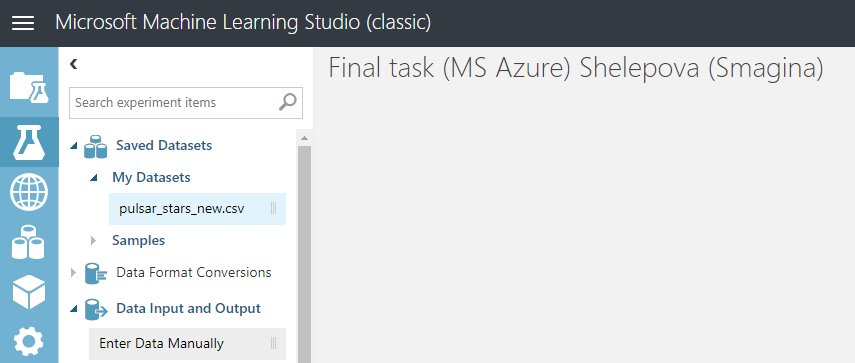 Microsoft Machine Learning Studio (classic)
Final task (MS Azure) Shelepova (Smagina)
Search experiment items
Saved Datasets
My Datasets
pulsar_stars_new.csv
Samples
Data Format Conversions
Data Input and Output
Enter Data Manually